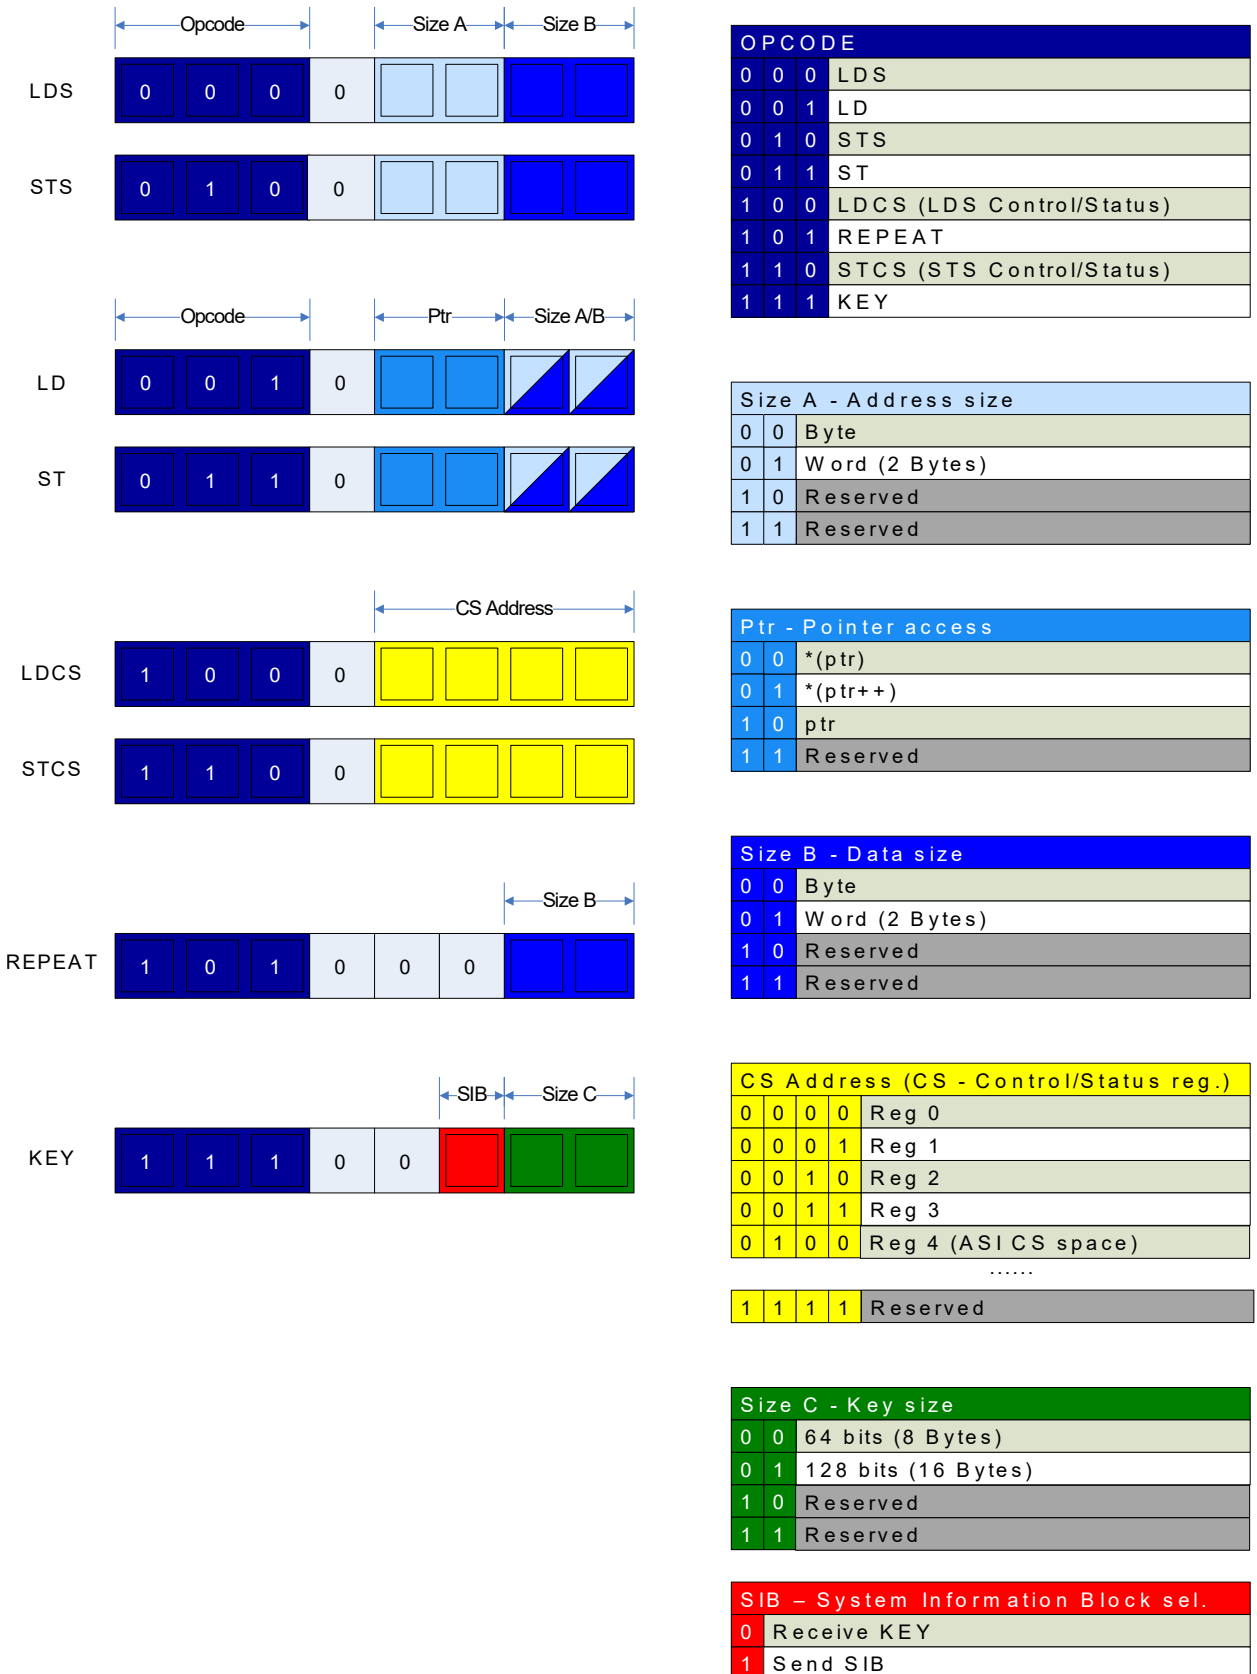 Opcode Size A Size B
LDS 0 0 0 0
STS 0 1 0 0
Opcode Ptr Size A/B
LD 0 0 1 0
ST 0 1 1 0
CS Address
LDCS 1 0 0 0
STCS 1 1 0 0
Size B
REPEAT 1 0 1 0 0 0
SIB Size C
KEY 1 1 1 0 0
OPCODE
0 0 0 LDS
0 0 1 LD
0 1 0 STS
0 1 1 ST
1 0 0 LDCS (LDS Control/Status)
1 0 1 REPEAT
1 1 0 STCS (STS Control/Status)
1 1 1 KEY
Size A - Address size
0 0 Byte
0 1 Word (2 Bytes)
1 0 Reserved
1 1 Reserved
Ptr - Pointer access
0 0 *(ptr)
0 1 *(ptr++)
1 0 ptr
1 1 Reserved
Size B - Data size
0 0 Byte
0 1 Word (2 Bytes)
1 0 Reserved
1 1 Reserved
CS Address (CS - Control/Status reg.)
0 0 0 0 Reg 0
0 0 0 1 Reg 1
0 0 1 0 Reg 2
0 0 1 1 Reg 3
0 1 0 0 Reg 4 (ASI CS space)
......
1 1 1 1 Reserved
Size C - Key size
0 0 64 bits (8 Bytes)
0 1 128 bits (16 Bytes)
1 0 Reserved
1 1 Reserved
SIB – System Information Block sel.
0 Receive KEY
1 Send SIB